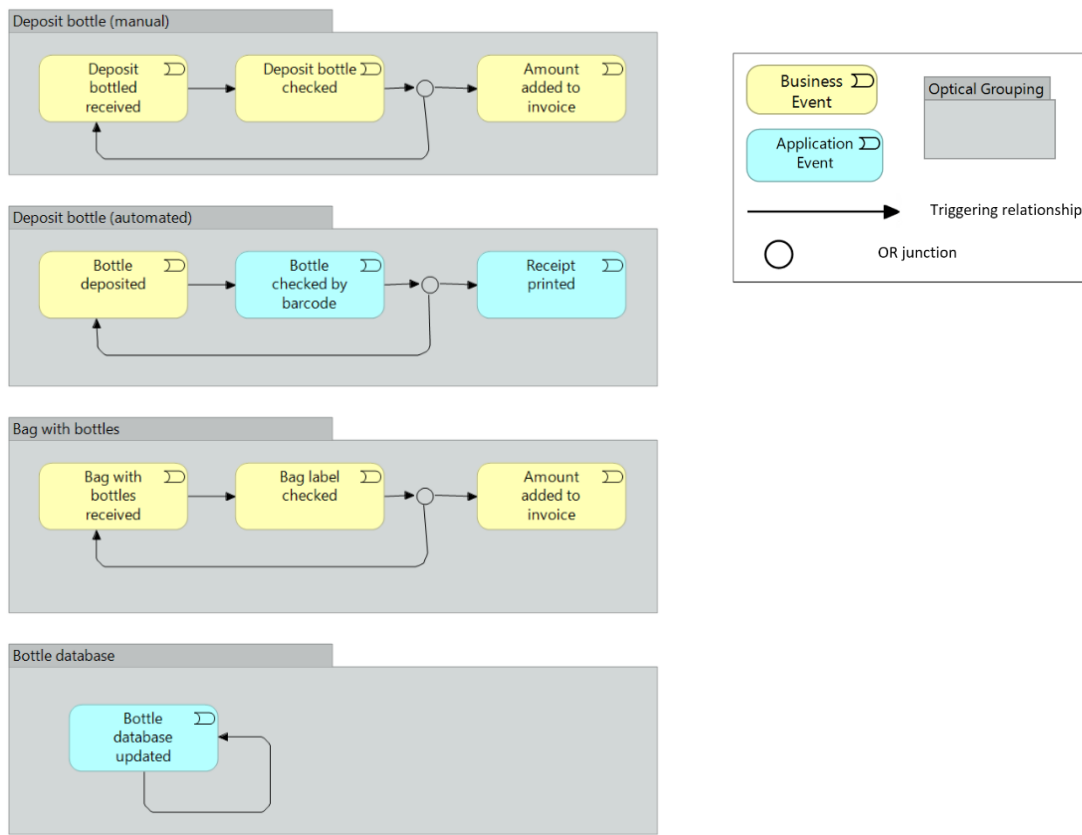 Deposit bottle (manual)
Deposit
bottled
received
Deposit bottle
checked
Amount
added to
invoice
Deposit bottle (automated)
Bottle
deposited
Bottle
checked by
barcode
Receipt
printed
Bag with bottles
Bag with
bottles
received
Bag label
checked
Amount
added to
invoice
Bottle database
Bottle
database
updated
Business
Event
Optical Grouping
Application
Event
Triggering relationship
OR junction